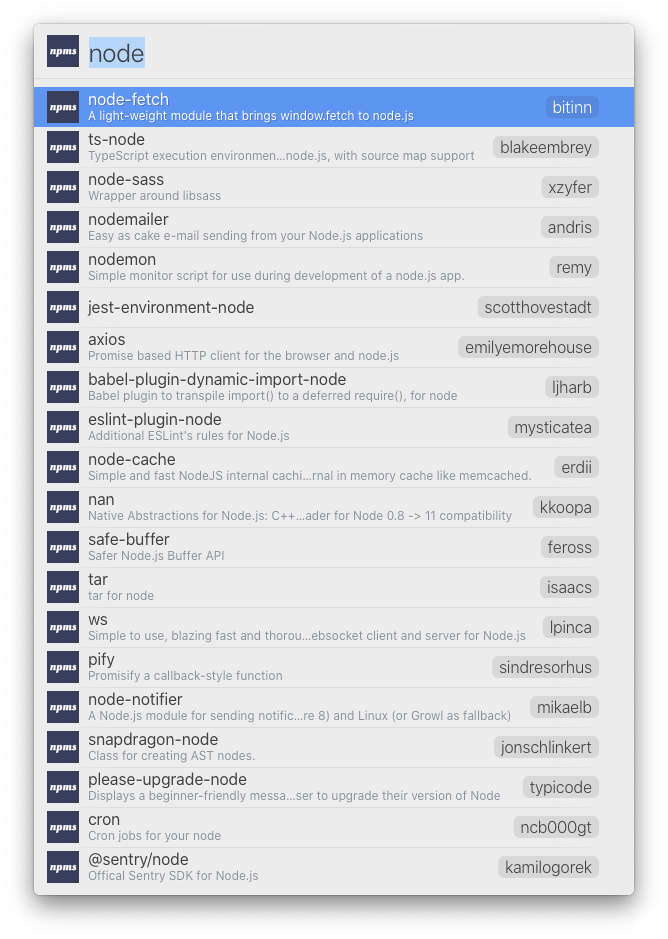 npms node
npms node-fetch bitinn
A light-weight module that brings window.fetch to node.js
npms ts-node blakeembrey
TypeScript execution environmen...node.js, with source map support
npms node-sass xzyfer
Wrapper around libsass
npms nodemailer andris
Easy as cake e-mail sending from your Node.js applications
npms nodemon remy
Simple monitor script for use during development of a node.js app.
npms jest-environment-node scotthovestadt
npms axios emilyemorehouse
Promise based HTTP client for the browser and node.js
npms babel-plugin-dynamic-import-node ljharb
Babel plugin to transpile import() to a deferred require(), for node
npms eslint-plugin-node mysticatea
Additional ESLint's rules for Node.js
npms node-cache erdii
Simple and fast NodeJS internal cachi...rnal in memory cache like memcached.
npms nan kkoopa
Native Abstractions for Node.js: C++...ader for Node 0.8 -> 11 compatibility
npms safe-buffer feross
Safer Node.js Buffer API
npms tar isaacs
tar for node
npms ws lpinca
Simple to use, blazing fast and thorou...ebsocket client and server for Node.js
npms pify sindresorhus
Promisify a callback-style function
npms node-notifier mikaelb
A Node.js module for sending notific...re 8) and Linux (or Growl as fallback)
npms snapdragon-node jonschlinkert
Class for creating AST nodes.
npms please-upgrade-node typicode
Displays a beginner-friendly messa...ser to upgrade their version of Node
npms cron ncb000gt
Cron jobs for your node
npms @sentry/node kamilogorek
Offical Sentry SDK for Node.js